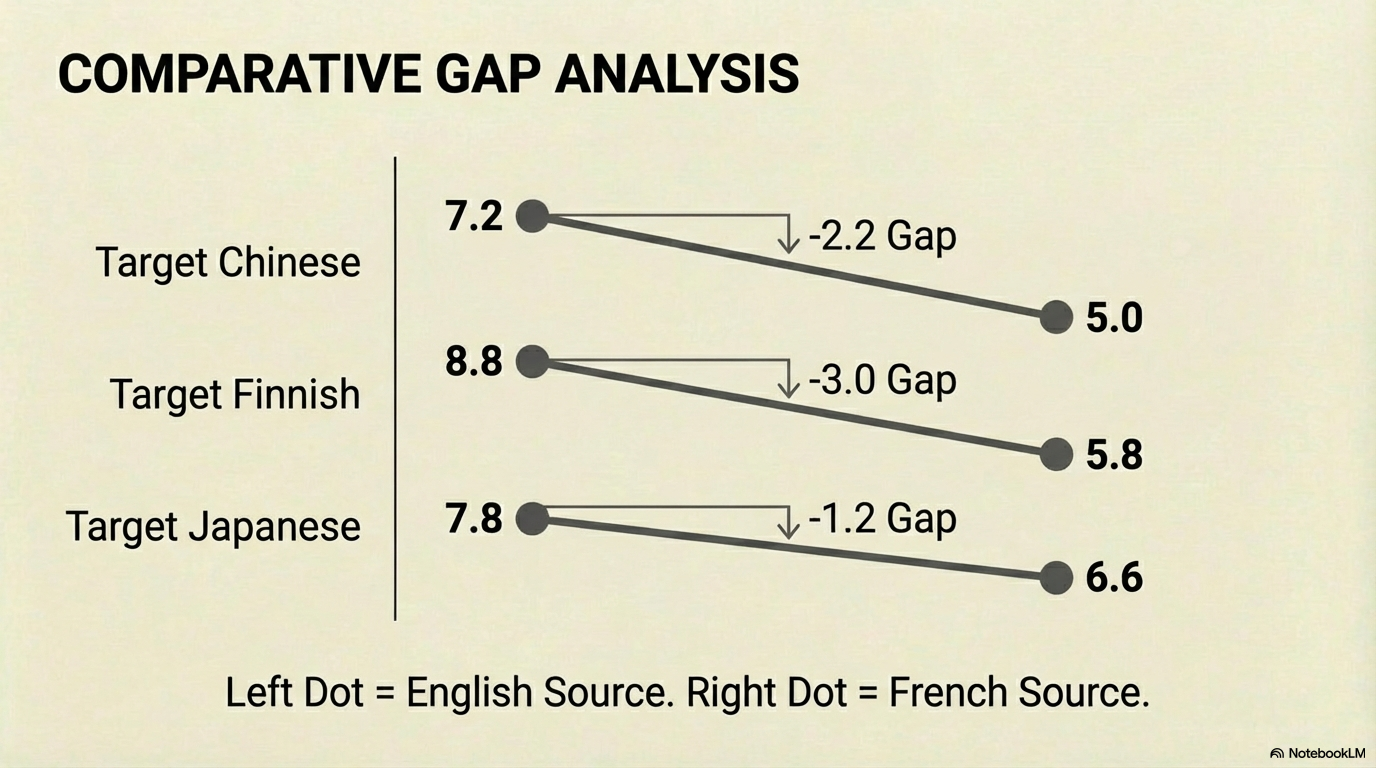 COMPARATIVE GAP ANALYSIS
7.2
-2.2 Gap
Target Chinese
5.0
8.8
-3.0 Gap
Target Finnish
5.8
7.8
-1.2 Gap
Target Japanese
6.6
Left Dot = English Source. Right Dot = French Source.
NotebookLM